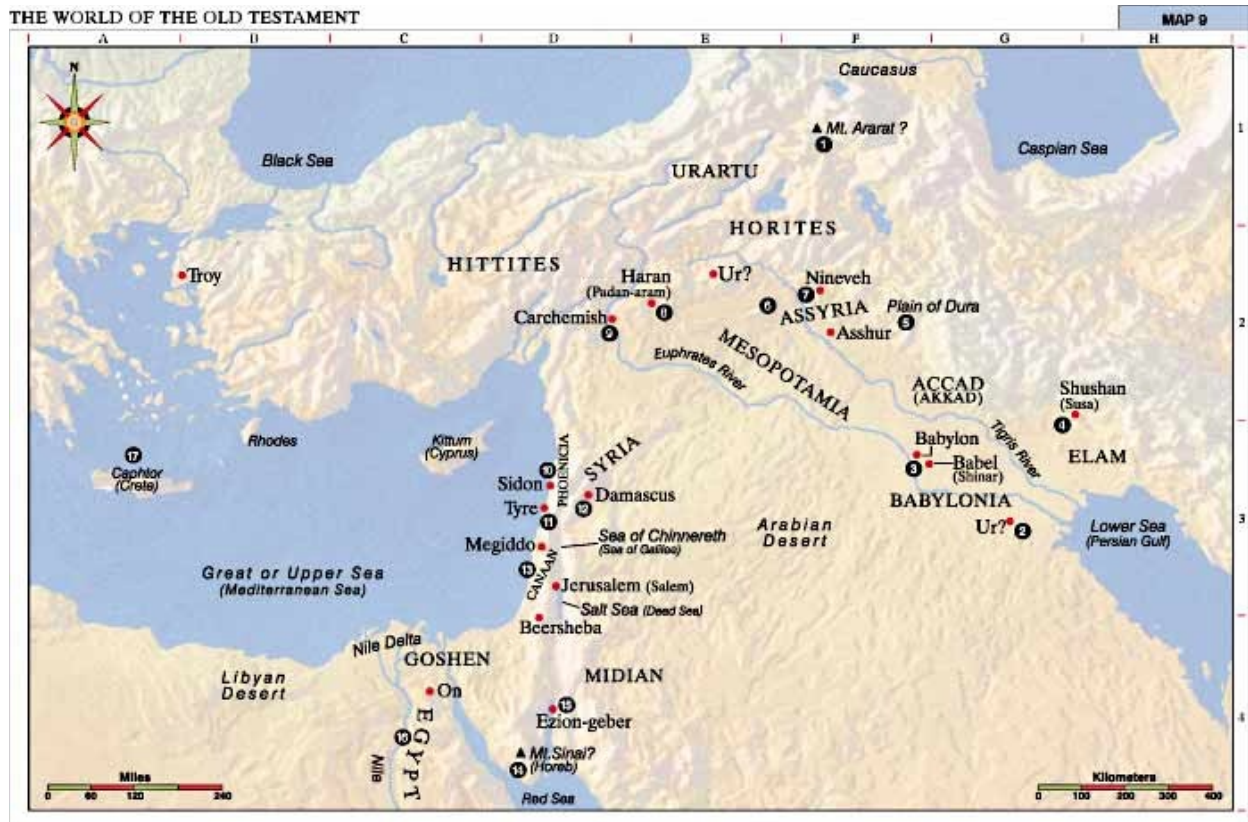 THE WORLD OF THE OLD TESTAMENT
MAP 9
A D C D E F G H
N
Caucasus
1
Mt. Ararat ?
1
Black Sea
Caspian Sea
URARTU
HORITES
HITTITES
Troy
Haran
(Padan-aram)
8
Ur?
Nineveh
7
6
ASSYRIA
Plain of Dura
5
2
Carchemish
9
Asshur
MESOPOTAMIA
Euphrates River
ACCAD
(AKKAD)
Shushan
(Susa)
4
Tigris River
ELAM
Rhodes
Kittum
(Cyprus)
17
Caphtor
(Crete)
PHOENICIA
SYRIA
10
Sidon
Damascus
12
Tyre
11
Babylon
3
Babel
(Shinar)
BABYLONIA
Ur?
2
Lower Sea
(Persian Gulf)
3
Arabian
Desert
Megiddo
Sea of Chinnereth
(Sea of Galilee)
13
CANAAN
Great or Upper Sea
(Mediterranean Sea)
Jerusalem (Salem)
Salt Sea (Dead Sea)
Beersheba
Nile Delta
GOSHEN
Libyan
Desert
On
MIDIAN
15
Ezion-geber
4
16
EGYPT
Nile
Mt.Sinai?
(Horeb)
14
Red Sea
Miles
0 60 120 240
Kilometers
0 100 200 300 400